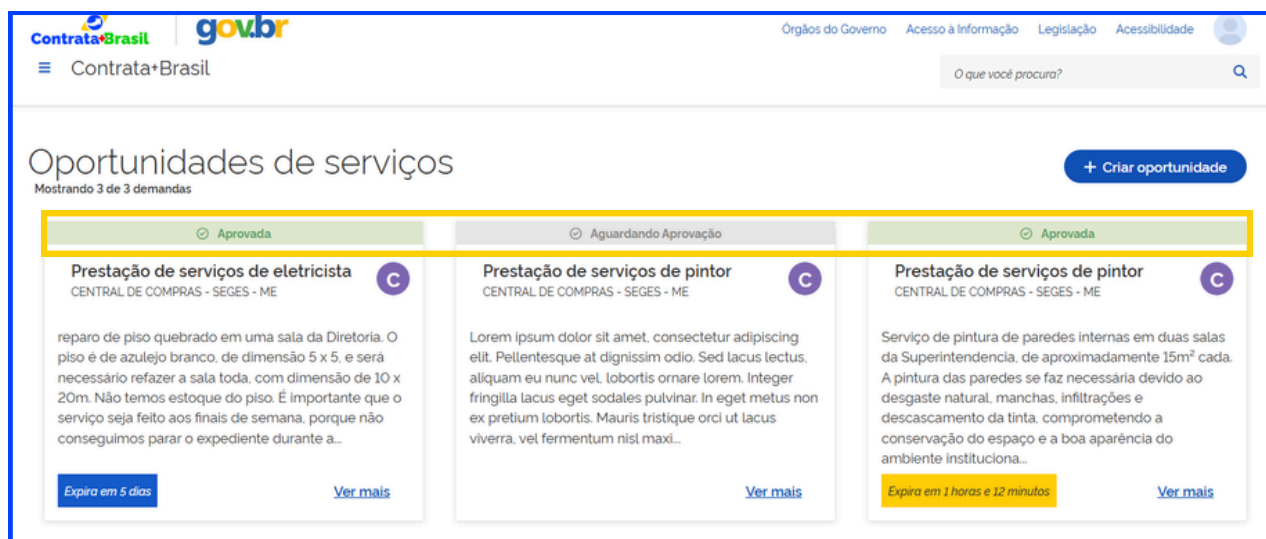 Contrata+Brasil
gov.br
Órgãos do Governo Acesso à Informação Legislação Acessibilidade
Contrata+Brasil
O que você procura?
Oportunidades de serviços
Mostrando 3 de 3 demandas
+ Criar oportunidade
Aprovada
Prestação de serviços de eletricista
C
CENTRAL DE COMPRAS - SEGES - ME
reparo de piso quebrado em uma sala da Diretoria. O
piso é de azulejo branco, de dimensão 5 x 5, e será
necessário refazer a sala toda, com dimensão de 10 x
20m. Não temos estoque do piso. É importante que o
serviço seja feito aos finais de semana, porque não
conseguimos parar o expediente durante a...
Expira em 5 dias
Ver mais
Aguardando Aprovação
Prestação de serviços de pintor
C
CENTRAL DE COMPRAS - SEGES - ME
Lorem ipsum dolor sit amet, consectetur adipiscing
elit. Pellentesque at dignissim odio. Sed lacus lectus,
aliquam eu nunc vel, lobortis ornare lorem. Integer
fringilla lacus eget sodales pulvinar. In eget metus non
ex pretium lobortis. Mauris tristique orci ut lacus
viverra, vel fermentum nisl maxi...
Ver mais
Aprovada
Prestação de serviços de pintor
C
CENTRAL DE COMPRAS - SEGES - ME
Serviço de pintura de paredes internas em duas salas
da Superintendencia, de aproximadamente 15m² cada.
A pintura das paredes se faz necessária devido ao
desgaste natural, manchas, infiltrações e
descascamento da tinta, comprometendo a
conservação do espaço e a boa aparência do
ambiente instituciona...
Expira em 1 horas e 12 minutos
Ver mais